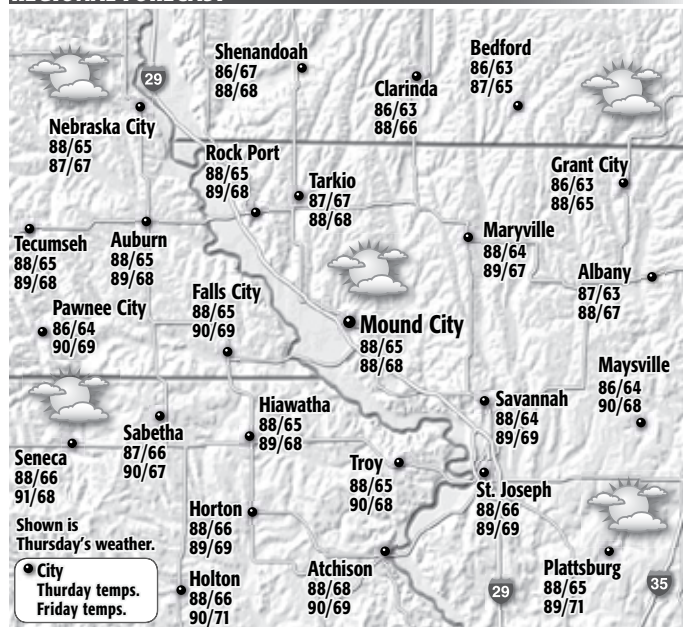 REGIONAL FORECAST
Shenandoah
86/67
88/68
Bedford
86/63
87/65
29
Clarinda
86/63
88/66
Nebraska City
88/65
87/67
Rock Port
88/65
89/68
Tarkio
87/67
88/68
Grant City
86/63
88/65
Tecumseh
88/65
89/68
Auburn
88/65
89/68
Maryville
88/64
89/67
Albany
87/63
88/67
Pawnee City
86/64
90/69
Falls City
88/65
90/69
Mound City
88/65
88/68
Maysville
86/64
90/68
Savannah
88/64
89/69
Hiawatha
88/65
89/68
Sabetha
87/66
90/67
Seneca
88/66
91/68
Troy
88/65
90/68
St. Joseph
88/66
89/69
Horton
88/66
89/69
Shown is
Thursday's weather.
City
Thurday temps.
Friday temps.
Holton
88/66
90/71
Atchison
88/68
90/69
Plattsburg
88/65
89/71
29
35